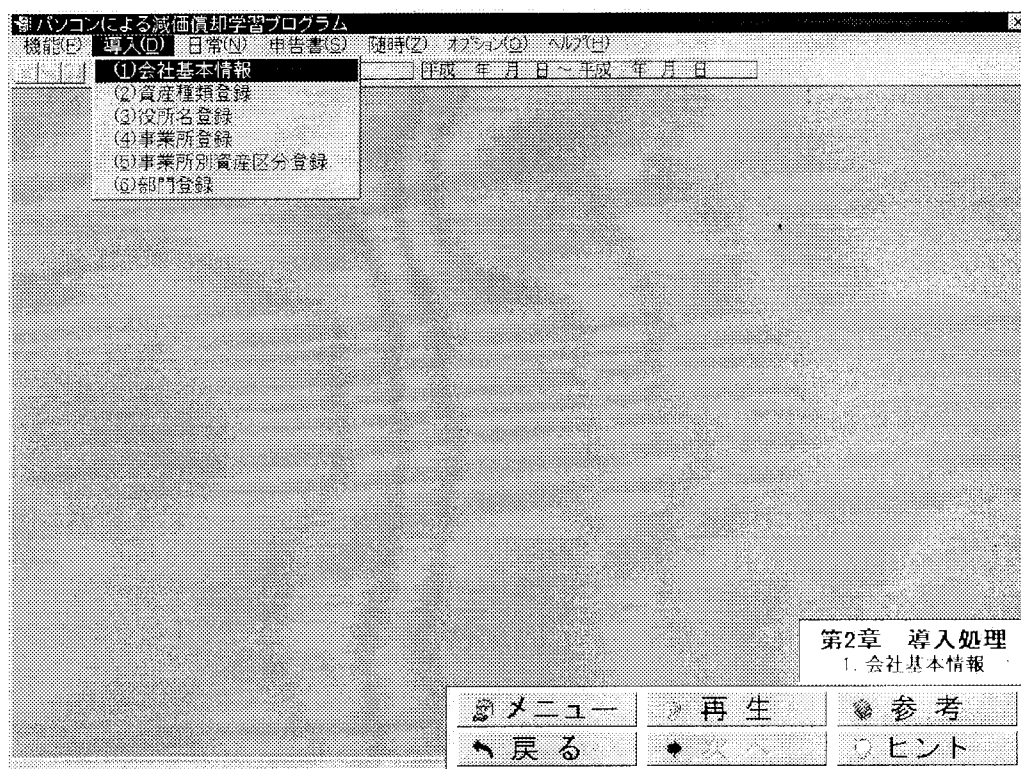 パソコンによる減価償却学習プログラム
機能(F) 導入(D) 日常(N) 申告書(S) 随時(Z) オプション(O) ヘルプ(H)
平成 年 月 日～平成 年 月 日
(1)会社基本情報
(2)資産種類登録
(3)役所名登録
(4)事業所登録
(5)事業所別資産区分登録
(6)部門登録
第2章 導入処理
1. 会社基本情報
メニュー 再生 参考
戻る 次へ ヒント